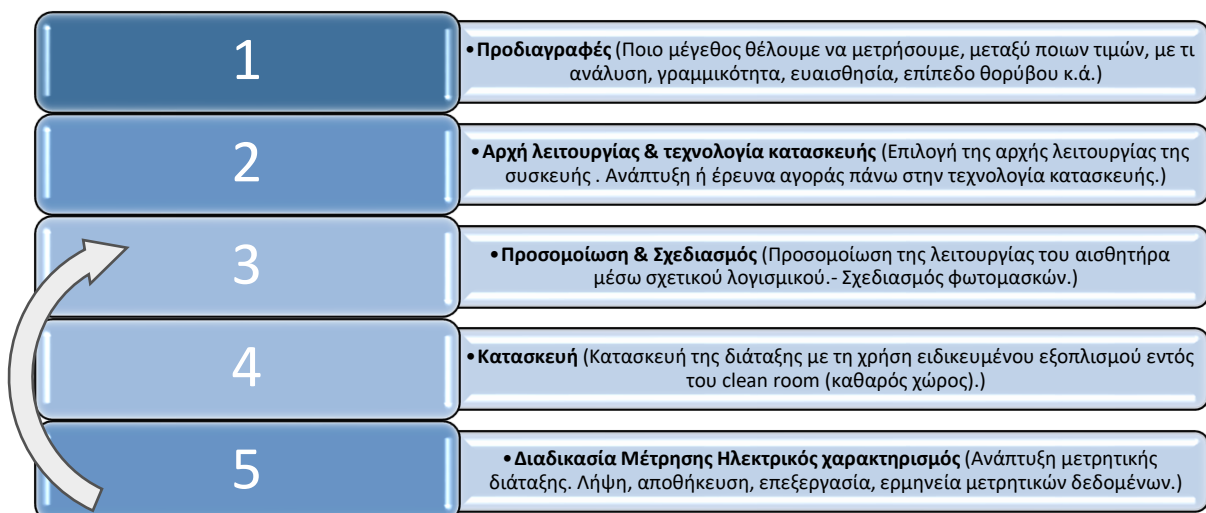 1
•Προδιαγραφές (Ποιο μέγεθος θέλουμε να μετρήσουμε, μεταξύ ποιων τιμών, με τι
ανάλυση, γραμμικότητα, ευαισθησία, επίπεδο θορύβου κ.ά.)
2
•Αρχή λειτουργίας & τεχνολογία κατασκευής (Επιλογή της αρχής λειτουργίας της
συσκευής . Ανάπτυξη ή έρευνα αγοράς πάνω στην τεχνολογία κατασκευής.)
3
•Προσομοίωση & Σχεδιασμός (Προσομοίωση της λειτουργίας του αισθητήρα
μέσω σχετικού λογισμικού.- Σχεδιασμός φωτομασκών.)
4
•Κατασκευή (Κατασκευή της διάταξης με τη χρήση ειδικευμένου εξοπλισμού εντός
του clean room (καθαρός χώρος).)
5
•Διαδικασία Μέτρησης Ηλεκτρικός χαρακτηρισμός (Ανάπτυξη μετρητικής
διάταξης. Λήψη, αποθήκευση, επεξεργασία, ερμηνεία μετρητικών δεδομένων.)